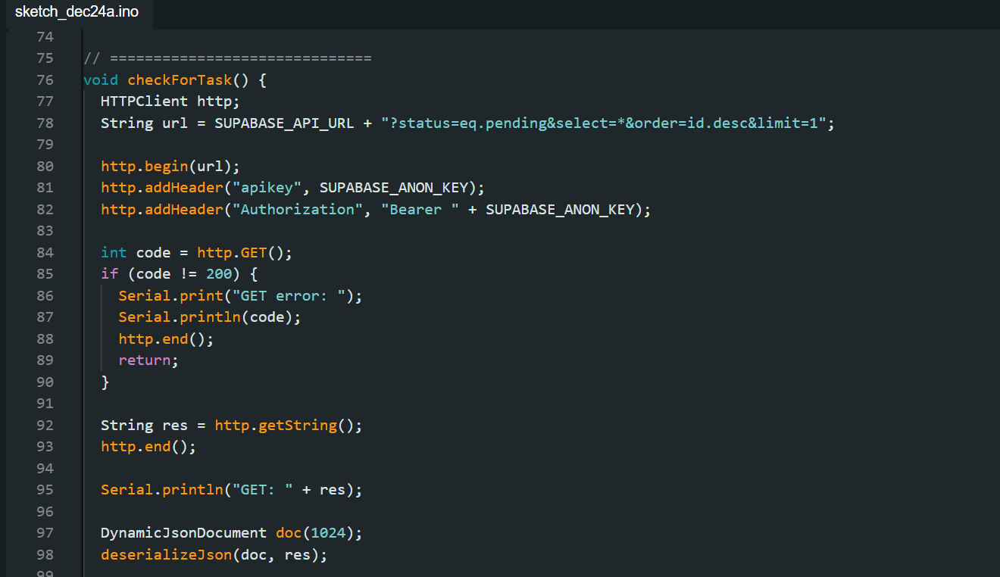 sketch_dec24a.ino
74
75 // ==============================
76 void checkForTask() {
77 HTTPClient http;
78 String url = SUPABASE_API_URL + "?status=eq.pending&select=*&order=id.desc&limit=1";
79
80 http.begin(url);
81 http.addHeader("apikey", SUPABASE_ANON_KEY);
82 http.addHeader("Authorization", "Bearer " + SUPABASE_ANON_KEY);
83
84 int code = http.GET();
85 if (code != 200) {
86 Serial.print("GET error: ");
87 Serial.println(code);
88 http.end();
89 return;
90 }
91
92 String res = http.getString();
93 http.end();
94
95 Serial.println("GET: " + res);
96
97 DynamicJsonDocument doc(1024);
98 deserializeJson(doc, res);
99